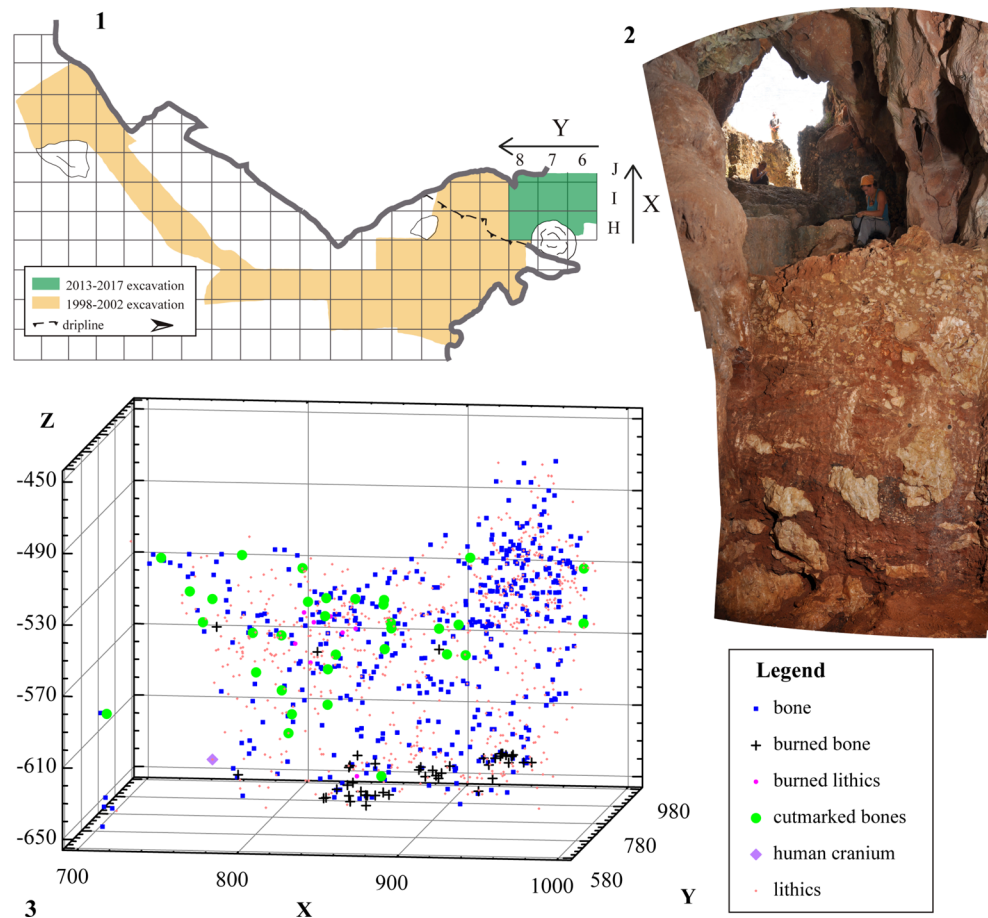 1
2
Y
8 7 6
J
I
H
X
2013-2017 excavation
1998-2002 excavation
dripline
Z
-450
-490
-530
-570
-610
-650
700 800 900 1000
580
780
980
X
Y
3
Legend
bone
burned bone
burned lithics
cutmarked bones
human cranium
lithics